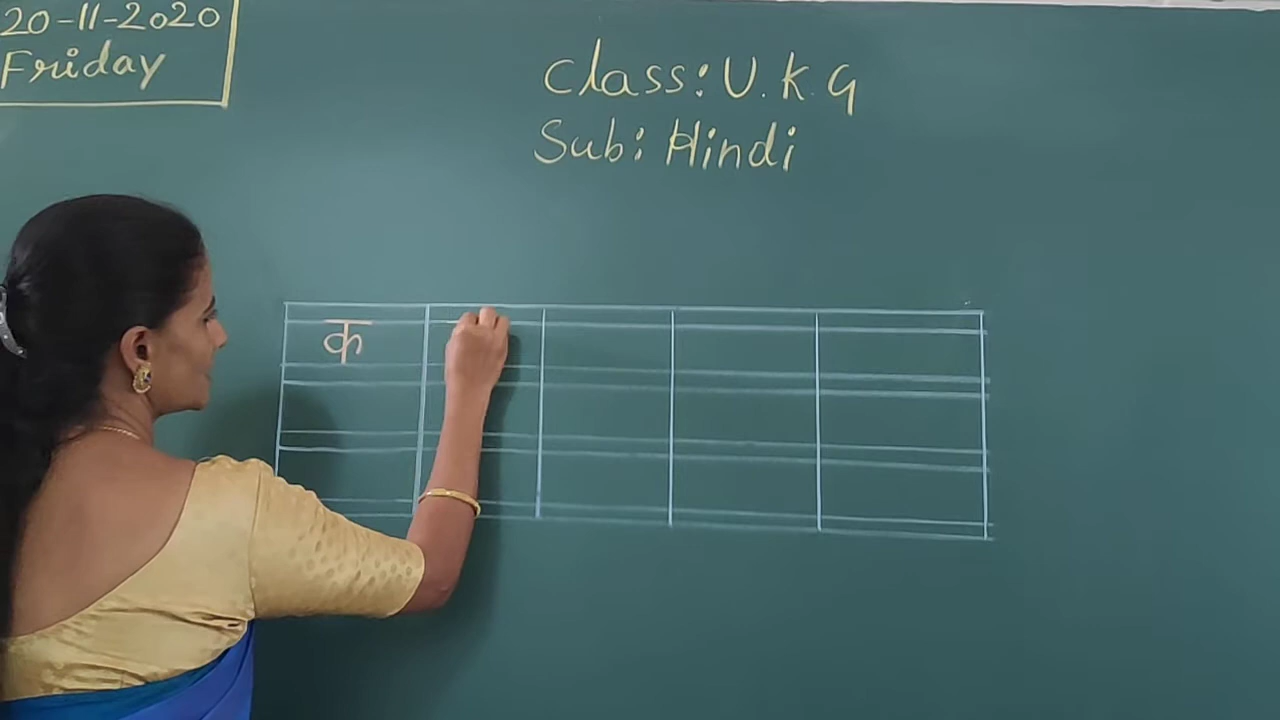 20-11-2020
Friday
Class: U.K.G
Sub: Hindi
क